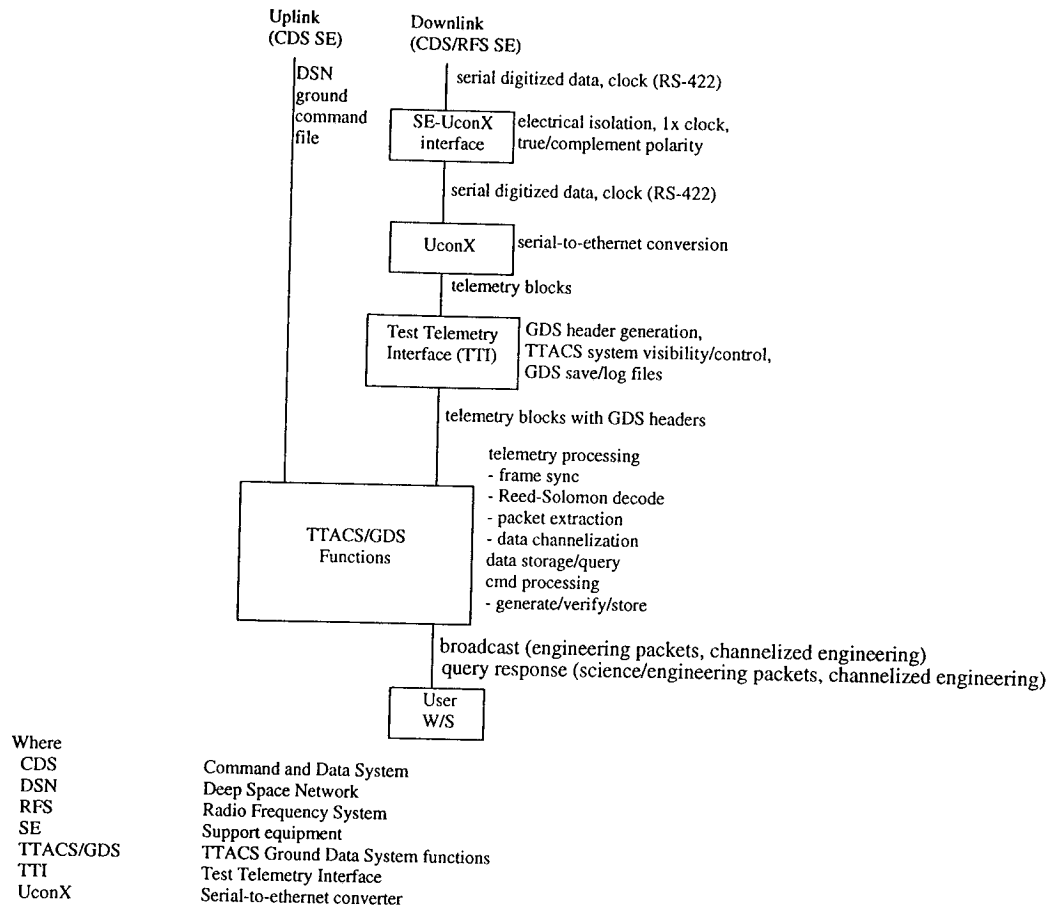 Uplink
(CDS SE)
Downlink
(CDS/RFS SE)
DSN
ground
command
file
serial digitized data, clock (RS-422)
SE-UconX
interface
electrical isolation, 1x clock,
true/complement polarity
serial digitized data, clock (RS-422)
UconX
serial-to-ethernet conversion
telemetry blocks
Test Telemetry
Interface (TTI)
GDS header generation,
TTACS system visibility/control,
GDS save/log files
telemetry blocks with GDS headers
TTACS/GDS
Functions
telemetry processing
- frame sync
- Reed-Solomon decode
- packet extraction
- data channelization
data storage/query
cmd processing
- generate/verify/store
broadcast (engineering packets, channelized engineering)
query response (science/engineering packets, channelized engineering)
User
W/S
Where
CDS Command and Data System
DSN Deep Space Network
RFS Radio Frequency System
SE Support equipment
TTACS/GDS TTACS Ground Data System functions
TTI Test Telemetry Interface
UconX Serial-to-ethernet converter